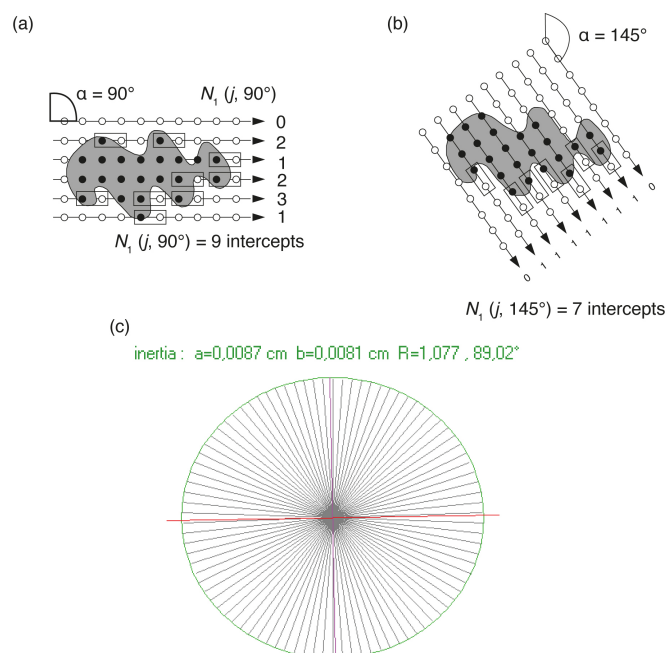 (a)
α = 90°
N₁ (j, 90°)
0
2
1
2
3
1
N₁ (j, 90°) = 9 intercepts
(b)
α = 145°
0 1 1 1 1 1 1 1 0
N₁ (j, 145°) = 7 intercepts
(c)
inertia : a=0,0087 cm b=0,0081 cm R=1,077 , 89,02°